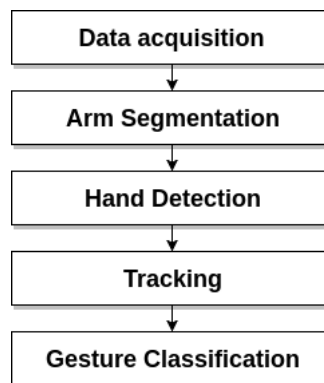 Data acquisition
Arm Segmentation
Hand Detection
Tracking
Gesture Classification